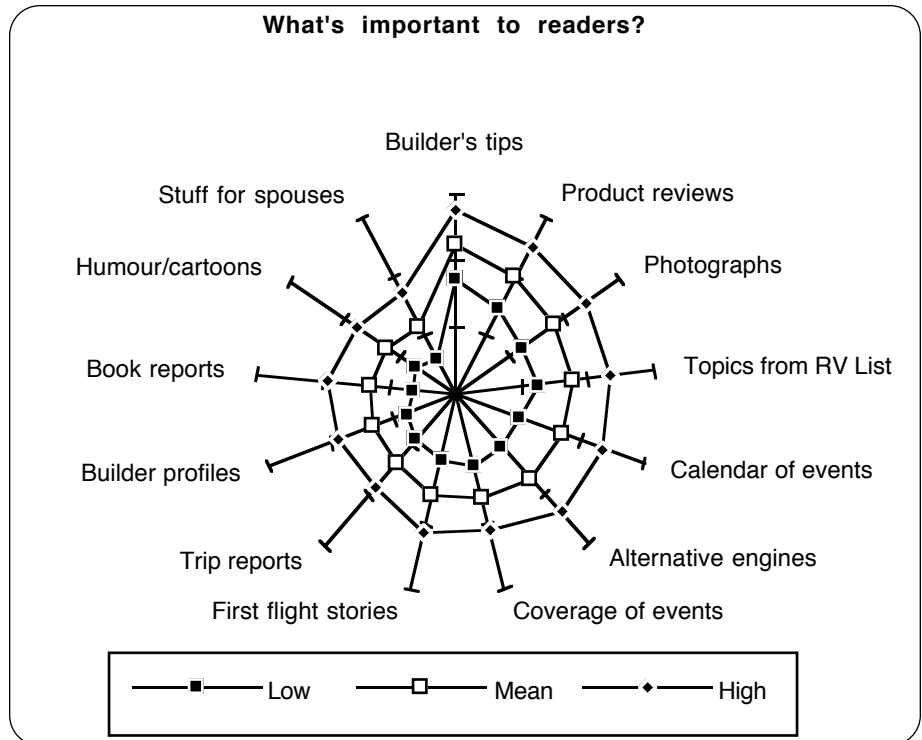 What's important to readers?
Builder's tips
Product reviews
Photographs
Topics from RV List
Calendar of events
Alternative engines
Coverage of events
First flight stories
Trip reports
Builder profiles
Book reports
Humour/cartoons
Stuff for spouses
Low Mean High